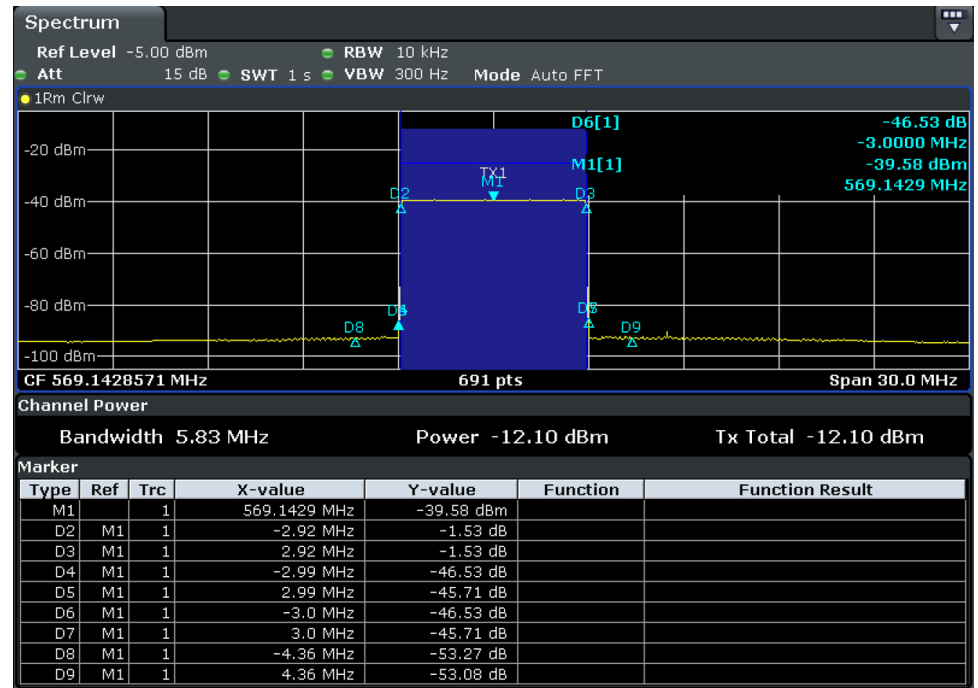 Spectrum
Ref Level -5.00 dBm RBW 10 kHz
Att 15 dB SWT 1 s VBW 300 Hz Mode Auto FFT
1Rm Clrw
D6[1] -46.53 dB
-3.0000 MHz
M1[1] -39.58 dBm
569.1429 MHz
-20 dBm
TX1
M1
D2 D3
-40 dBm
-60 dBm
-80 dBm
D8 D9
-100 dBm
CF 569.1428571 MHz 691 pts Span 30.0 MHz
Channel Power
Bandwidth 5.83 MHz Power -12.10 dBm Tx Total -12.10 dBm
Marker
Type Ref Trc X-value Y-value Function Function Result
M1 1 569.1429 MHz -39.58 dBm
D2 M1 1 -2.92 MHz -1.53 dB
D3 M1 1 2.92 MHz -1.53 dB
D4 M1 1 -2.99 MHz -46.53 dB
D5 M1 1 2.99 MHz -45.71 dB
D6 M1 1 -3.0 MHz -46.53 dB
D7 M1 1 3.0 MHz -45.71 dB
D8 M1 1 -4.36 MHz -53.27 dB
D9 M1 1 4.36 MHz -53.08 dB